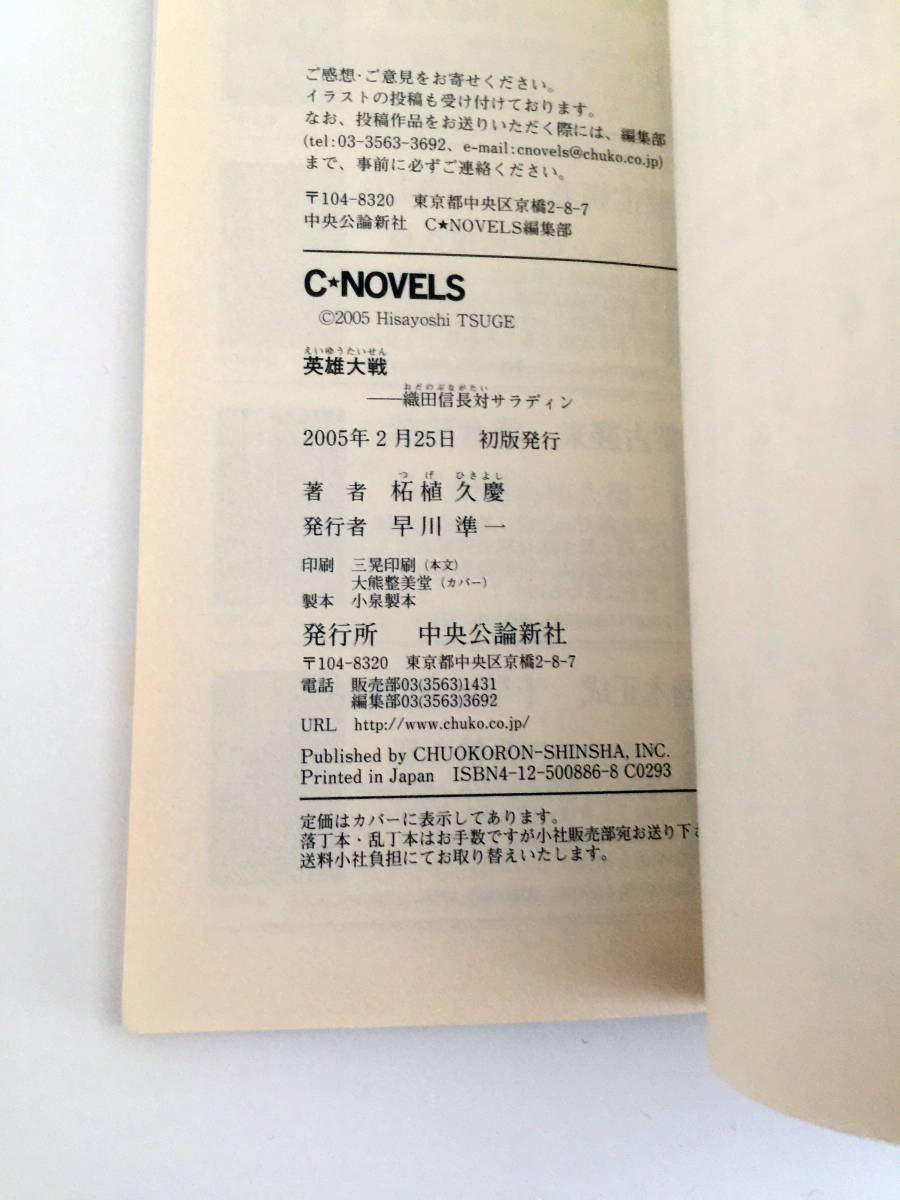 ご感想·ご意見をお寄せください。
イラストの投稿も受け付けております。
なお、投稿作品をお送りいただく際には、編集部
(tel:03-3563-3692、e-mail:cnovels@chuko.co.jp)
まで、事前に必ずご連絡ください。
〒104-8320 東京都中央区京橋2-8-7
中央公論新社 C★NOVELS編集部
C★NOVELS
©2005 Hisayoshi TSUGE
えいゆうたいせん
英雄大戦
おだのぶながたい
——織田信長対サラディン
2005年2月25日 初版発行
つげ ひさよし
著者 柘植久慶
発行者 早川準一
印刷 三晃印刷(本文)
大熊整美堂(カバー)
製本 小泉製本
発行所 中央公論新社
〒104-8320 東京都中央区京橋2-8-7
電話 販売部03(3563)1431
編集部03(3563)3692
URL http://www.chuko.co.jp/
Published by CHUOKORON-SHINSHA, INC.
Printed in Japan ISBN4-12-500886-8 C0293
定価はカバーに表示してあります。
落丁本・乱丁本はお手数ですが小社販売部宛お送り下さ
送料小社負担にてお取り替えいたします。